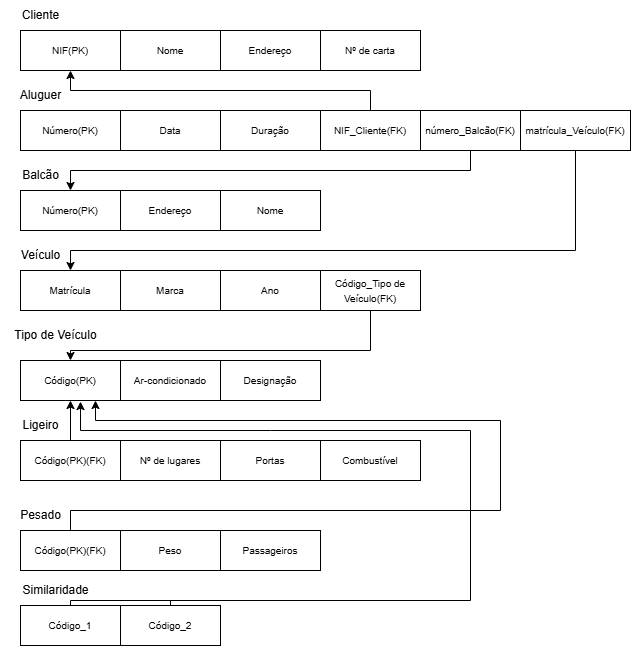 Cliente
NIF(PK) Nome Endereço Nº de carta
Aluguer
Número(PK) Data Duração NIF_Cliente(FK) número_Balcão(FK) matrícula_Veículo(FK)
Balcão
Número(PK) Endereço Nome
Veículo
Matrícula Marca Ano Código_Tipo de
Veículo(FK)
Tipo de Veículo
Código(PK) Ar-condicionado Designação
Ligeiro
Código(PK)(FK) Nº de lugares Portas Combustível
Pesado
Código(PK)(FK) Peso Passageiros
Similaridade
Código_1 Código_2